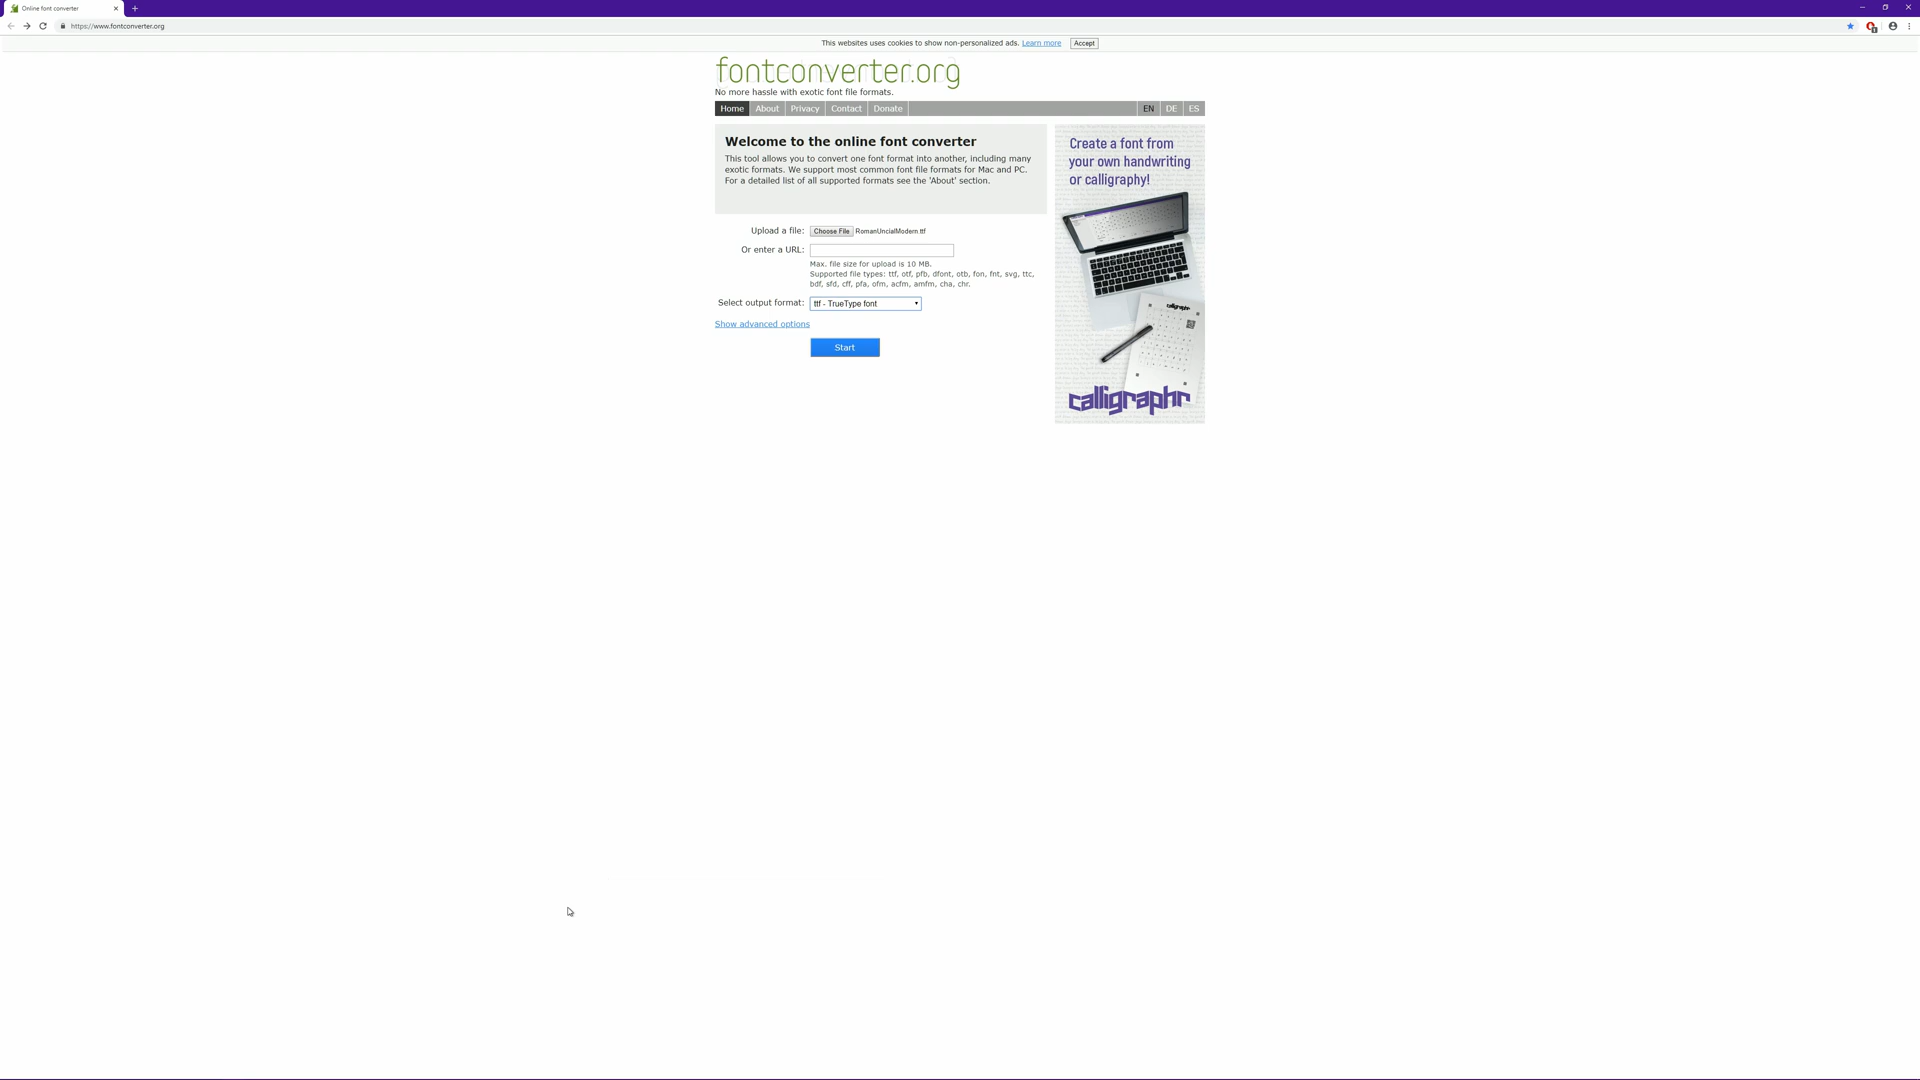 Online font converter
https://www.fontconverter.org
This websites uses cookies to show non-personalized ads. Learn more Accept
fontconverter.org
No more hassle with exotic font file formats.
Home About Privacy Contact Donate EN DE ES
Welcome to the online font converter
This tool allows you to convert one font format into another, including many
exotic formats. We support most common font file formats for Mac and PC.
For a detailed list of all supported formats see the 'About' section.
Upload a file: Choose File RomanUncialModern.ttf
Or enter a URL:
Max. file size for upload is 10 MB.
Supported file types: ttf, otf, pfb, dfont, otb, fon, fnt, svg, ttc,
bdf, sfd, cff, pfa, ofm, acfm, amfm, cha, chr.
Select output format: ttf - TrueType font
Show advanced options
Start
Create a font from
your own handwriting
or calligraphy!
calligraphr
calligraphr